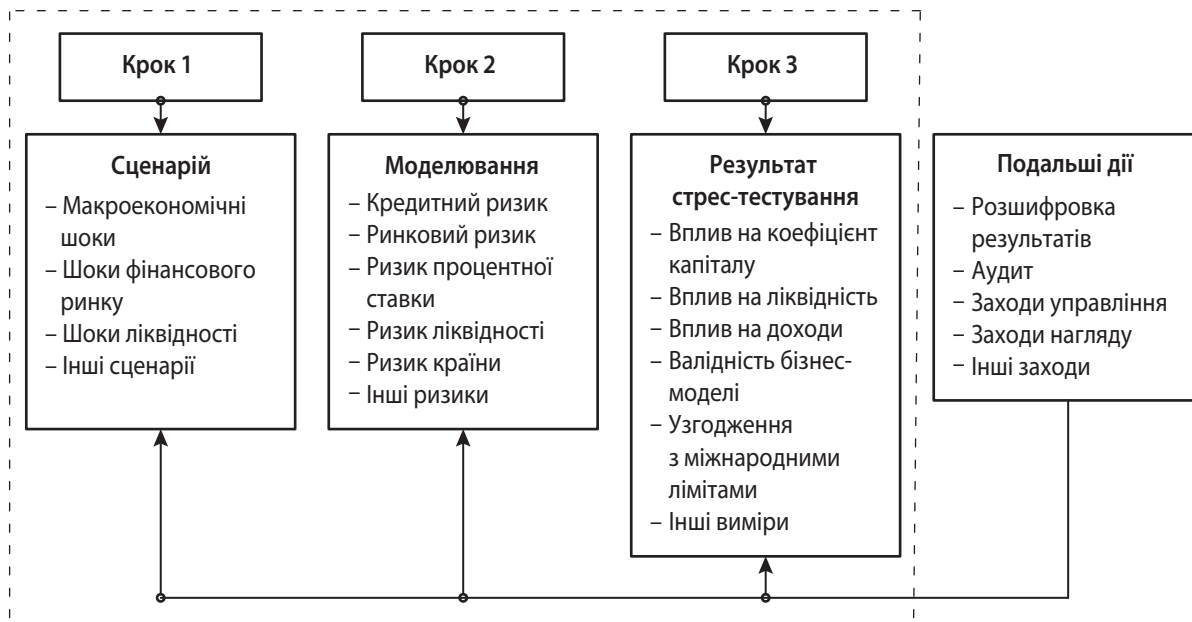 Крок 1
Крок 2
Крок 3
Сценарій
– Макроекономічні
шоки
– Шоки фінансового
ринку
– Шоки ліквідності
– Інші сценарії
Моделювання
– Кредитний ризик
– Ринковий ризик
– Ризик процентної
ставки
– Ризик ліквідності
– Ризик країни
– Інші ризики
Результат
стрес-тестування
– Вплив на коефіцієнт
капіталу
– Вплив на ліквідність
– Вплив на доходи
– Валідність бізнес-
моделі
– Узгодження
з міжнародними
лімітами
– Інші виміри
Подальші дії
– Розшифровка
результатів
– Аудит
– Заходи управління
– Заходи нагляду
– Інші заходи